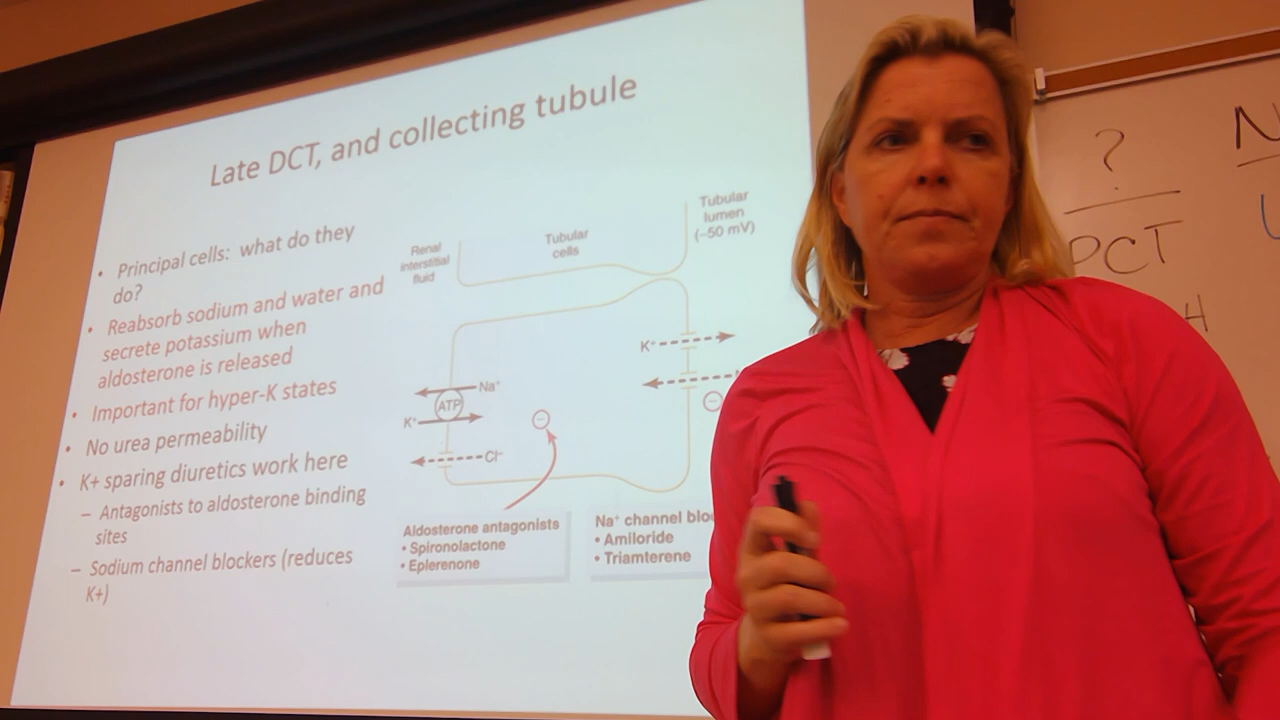 Late DCT, and collecting tubule
• Principal cells: what do they
do?
• Reabsorb sodium and water and
secrete potassium when
aldosterone is released
• Important for hyper-K states
• No urea permeability
• K+ sparing diuretics work here
– Antagonists to aldosterone binding
sites
– Sodium channel blockers (reduces
K+)
Renal
interstitial
fluid
Tubular
cells
Tubular
lumen
(–50 mV)
K⁺
Na⁺
ATP
K⁺
Cl⁻
Aldosterone antagonists
• Spironolactone
• Eplerenone
Na⁺ channel
• Amiloride
• Triamterene
?
PCT
N
H